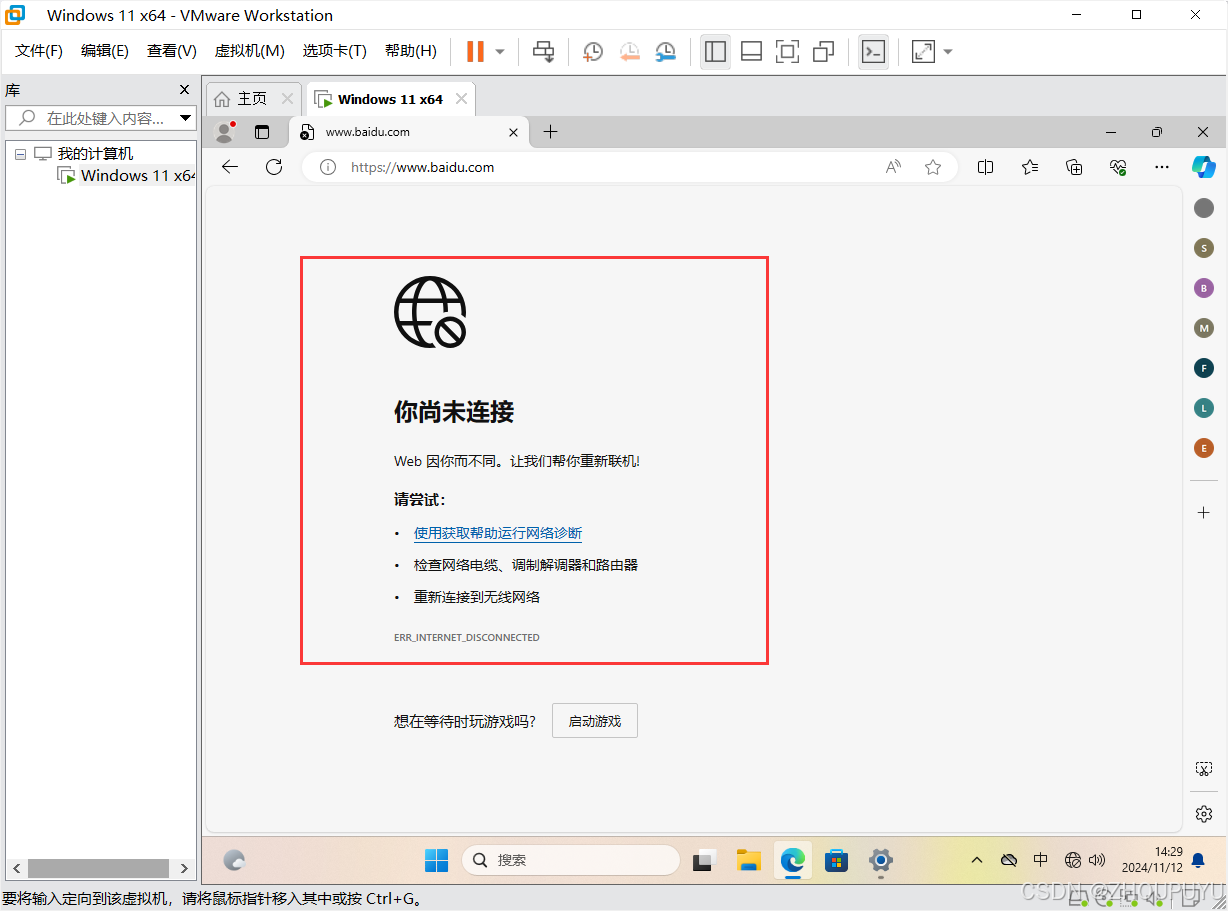 Windows 11 x64 - VMware Workstation
文件(F) 编辑(E) 查看(V) 虚拟机(M) 选项卡(T) 帮助(H)
库
在此处键入内容...
我的计算机
Windows 11 x64
主页
Windows 11 x64
www.baidu.com
https://www.baidu.com
你尚未连接
Web 因你而不同。让我们帮你重新联机!
请尝试:
• 使用获取帮助运行网络诊断
• 检查网络电缆、调制解调器和路由器
• 重新连接到无线网络
ERR_INTERNET_DISCONNECTED
想在等待时玩游戏吗?
启动游戏
S
B
M
F
L
E
搜索
中
14:29
2024/11/12
要将输入定向到该虚拟机，请将鼠标指针移入其中或按 Ctrl+G。
CSDN @ZHOUPUYU